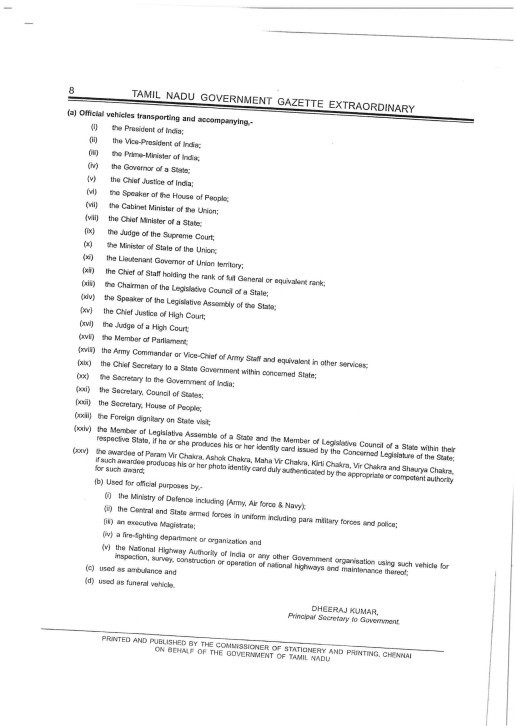 8
TAMIL NADU GOVERNMENT GAZETTE EXTRAORDINARY
(a) Official vehicles transporting and accompanying,-
(i) the President of India;
(ii) the Vice-President of India;
(iii) the Prime-Minister of India;
(iv) the Governor of a State;
(v) the Chief Justice of India;
(vi) the Speaker of the House of People;
(vii) the Cabinet Minister of the Union;
(viii) the Chief Minister of a State;
(ix) the Judge of the Supreme Court;
(x) the Minister of State of the Union;
(xi) the Lieutenant Governor of Union territory;
(xii) the Chief of Staff holding the rank of full General or equivalent rank;
(xiii) the Chairman of the Legislative Council of a State;
(xiv) the Speaker of the Legislative Assembly of the State;
(xv) the Chief Justice of High Court;
(xvi) the Judge of a High Court;
(xvii) the Member of Parliament;
(xviii) the Army Commander or Vice-Chief of Army Staff and equivalent in other services;
(xix) the Chief Secretary to a State Government within concerned State;
(xx) the Secretary to the Government of India;
(xxi) the Secretary, Council of States;
(xxii) the Secretary, House of People;
(xxiii) the Foreign dignitary on State visit;
(xxiv) the Member of Legislative Assemble of a State and the Member of Legislative Council of a State within their
respective State, if he or she produces his or her identity card issued by the Concerned Legislature of the State;
(xxv) the awardee of Param Vir Chakra, Ashok Chakra, Maha Vir Chakra, Kirti Chakra, Vir Chakra and Shaurya Chakra,
if such awardee produces his or her photo identity card duly authenticated by the appropriate or competent authority
for such award;
(b) Used for official purposes by,-
(i) the Ministry of Defence including (Army, Air force & Navy);
(ii) the Central and State armed forces in uniform including para military forces and police;
(iii) an executive Magistrate;
(iv) a fire-fighting department or organization and
(v) the National Highway Authority of India or any other Government organisation using such vehicle for
inspection, survey, construction or operation of national highways and maintenance thereof;
(c) used as ambulance and
(d) used as funeral vehicle.
DHEERAJ KUMAR,
Principal Secretary to Government.
PRINTED AND PUBLISHED BY THE COMMISSIONER OF STATIONERY AND PRINTING, CHENNAI
ON BEHALF OF THE GOVERNMENT OF TAMIL NADU